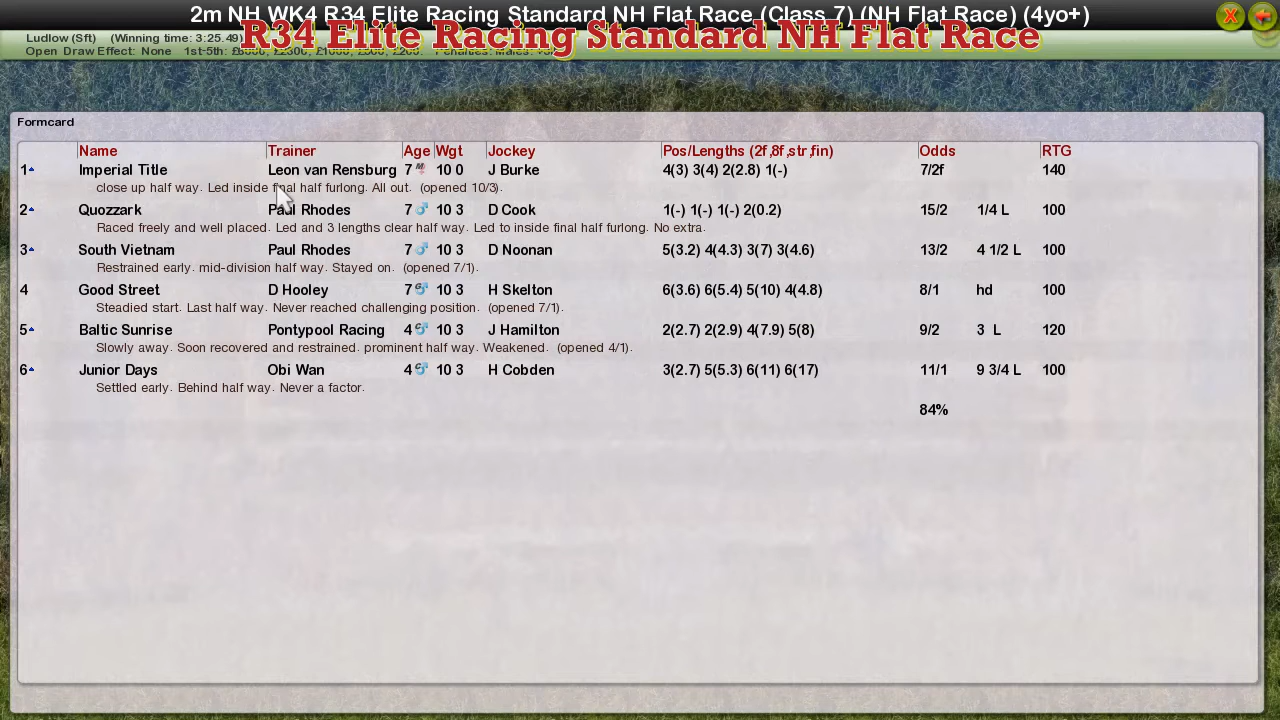 2m NH WK4 R34 Elite Racing Standard NH Flat Race (Class 7) (NH Flat Race) (4yo+)
R34 Elite Racing Standard NH Flat Race
Ludlow (Sft) (Winning time: 3:25.49)
Open Draw Effect: None 1st-5th:
Formcard
Name Trainer Age Wgt Jockey Pos/Lengths (2f,8f,str,fin) Odds RTG
1 Imperial Title Leon van Rensburg 7 10 0 J Burke 4(3) 3(4) 2(2.8) 1(-) 7/2f 140
close up half way. Led inside final half furlong. All out. (opened 10/3).
2 Quozzark Paul Rhodes 7 10 3 D Cook 1(-) 1(-) 1(-) 2(0.2) 15/2 1/4 L 100
Raced freely and well placed. Led and 3 lengths clear half way. Led to inside final half furlong. No extra.
3 South Vietnam Paul Rhodes 7 10 3 D Noonan 5(3.2) 4(4.3) 3(7) 3(4.6) 13/2 4 1/2 L 100
Restrained early. mid-division half way. Stayed on. (opened 7/1).
4 Good Street D Hooley 7 10 3 H Skelton 6(3.6) 6(5.4) 5(10) 4(4.8) 8/1 hd 100
Steadied start. Last half way. Never reached challenging position. (opened 7/1).
5 Baltic Sunrise Pontypool Racing 4 10 3 J Hamilton 2(2.7) 2(2.9) 4(7.9) 5(8) 9/2 3 L 120
Slowly away. Soon recovered and restrained. prominent half way. Weakened. (opened 4/1).
6 Junior Days Obi Wan 4 10 3 H Cobden 3(2.7) 5(5.3) 6(11) 6(17) 11/1 9 3/4 L 100
Settled early. Behind half way. Never a factor.
84%